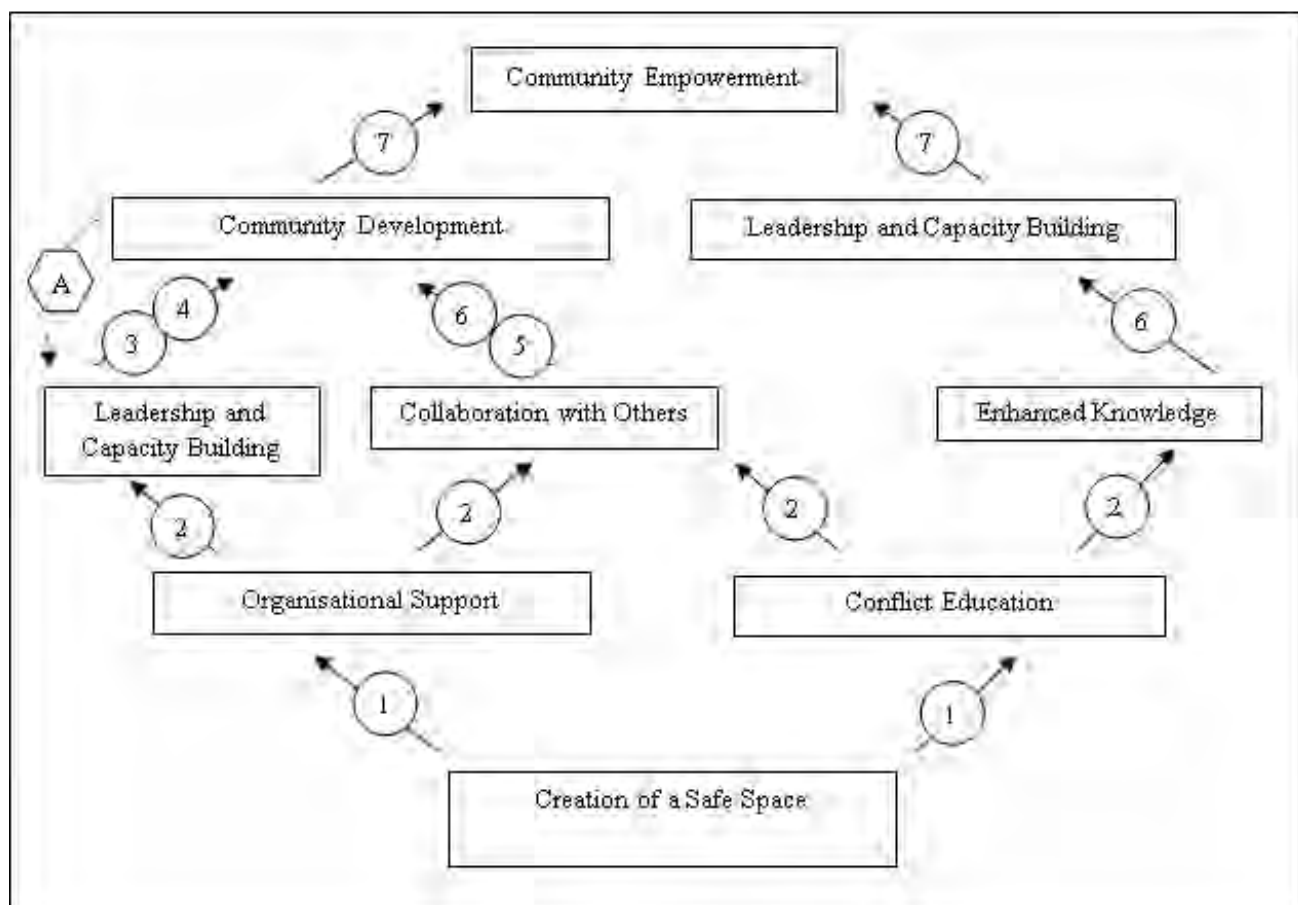 Community Empowerment
7
7
Community Development
Leadership and Capacity Building
A
4
3
6
5
6
Leadership and
Capacity Building
Collaboration with Others
Enhanced Knowledge
2
2
2
2
Organisational Support
Conflict Education
1
1
Creation of a Safe Space